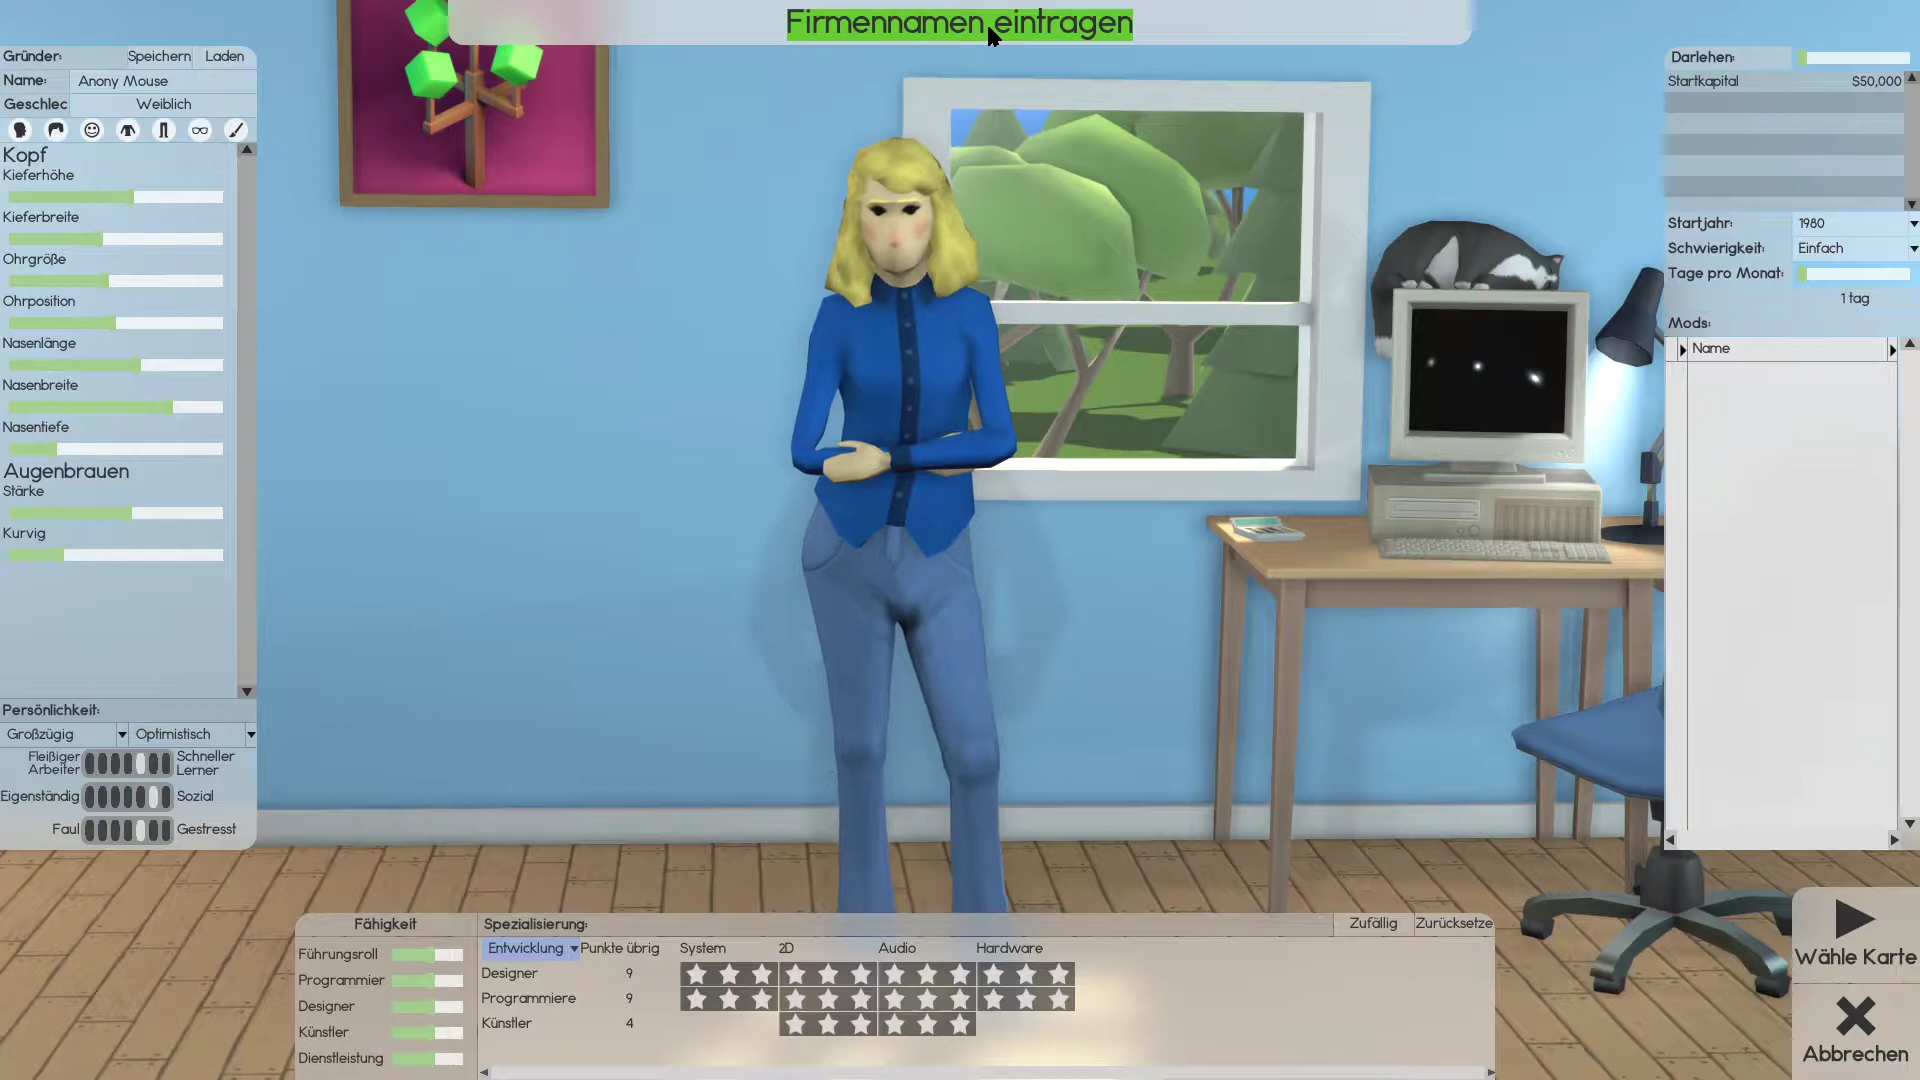 Firmennamen eintragen
Gründer:
Speichern
Laden
Name:
Anony Mouse
Geschlec
Weiblich
Kopf
Kieferhöhe
Kieferbreite
Ohrgröße
Ohrposition
Nasenlänge
Nasenbreite
Nasentiefe
Augenbrauen
Stärke
Kurvig
Persönlichkeit:
Großzügig
Optimistisch
Fleißiger Arbeiter
Schneller Lerner
Eigenständig
Sozial
Faul
Gestresst
Fähigkeit
Führungsroll
Programmier
Designer
Künstler
Dienstleistung
Spezialisierung:
Zufällig
Zurücksetze
Entwicklung
Punkte übrig
System
2D
Audio
Hardware
Designer 9
Programmiere 9
Künstler 4
Darlehen:
Startkapital $50,000
Startjahr: 1980
Schwierigkeit: Einfach
Tage pro Monat:
1 tag
Mods:
Name
Wähle Karte
Abbrechen